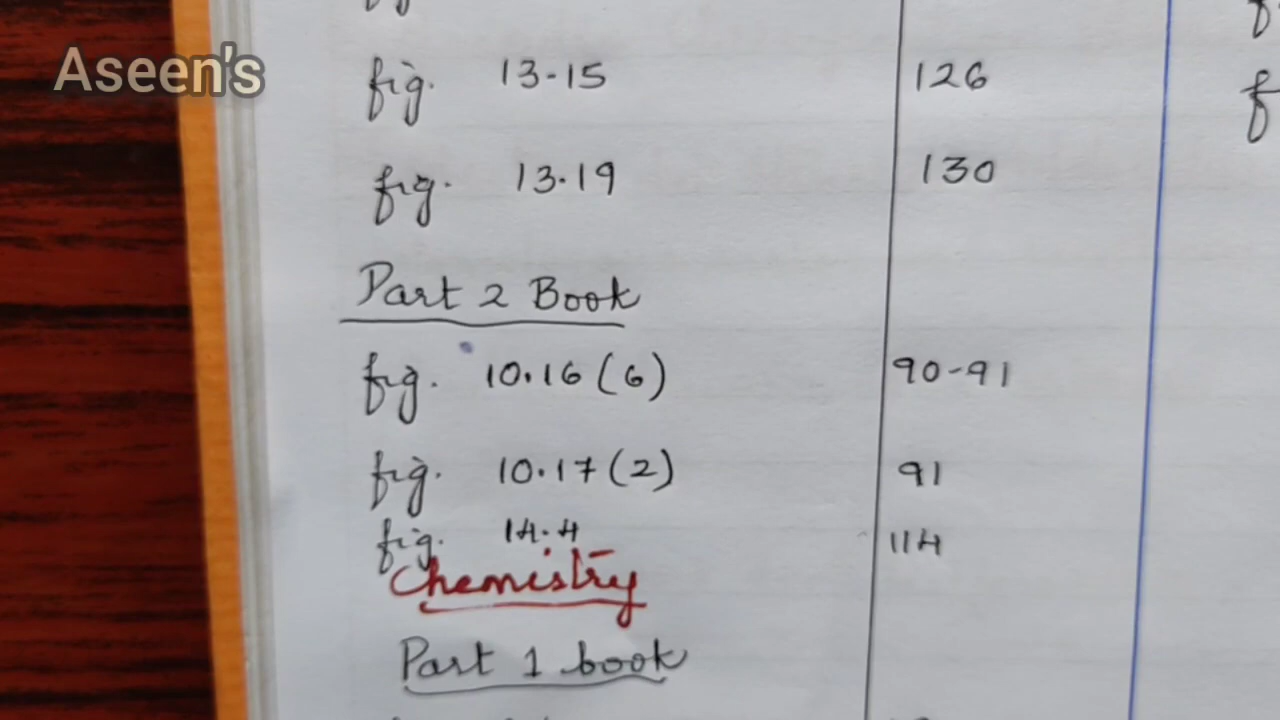 Aseen's
fig. 13.15 126
fig. 13.19 130
Part 2 Book
fig. 10.16 (6) 90-91
fig. 10.17 (2) 91
fig. 14.4 114
Chemistry
Part 1 book